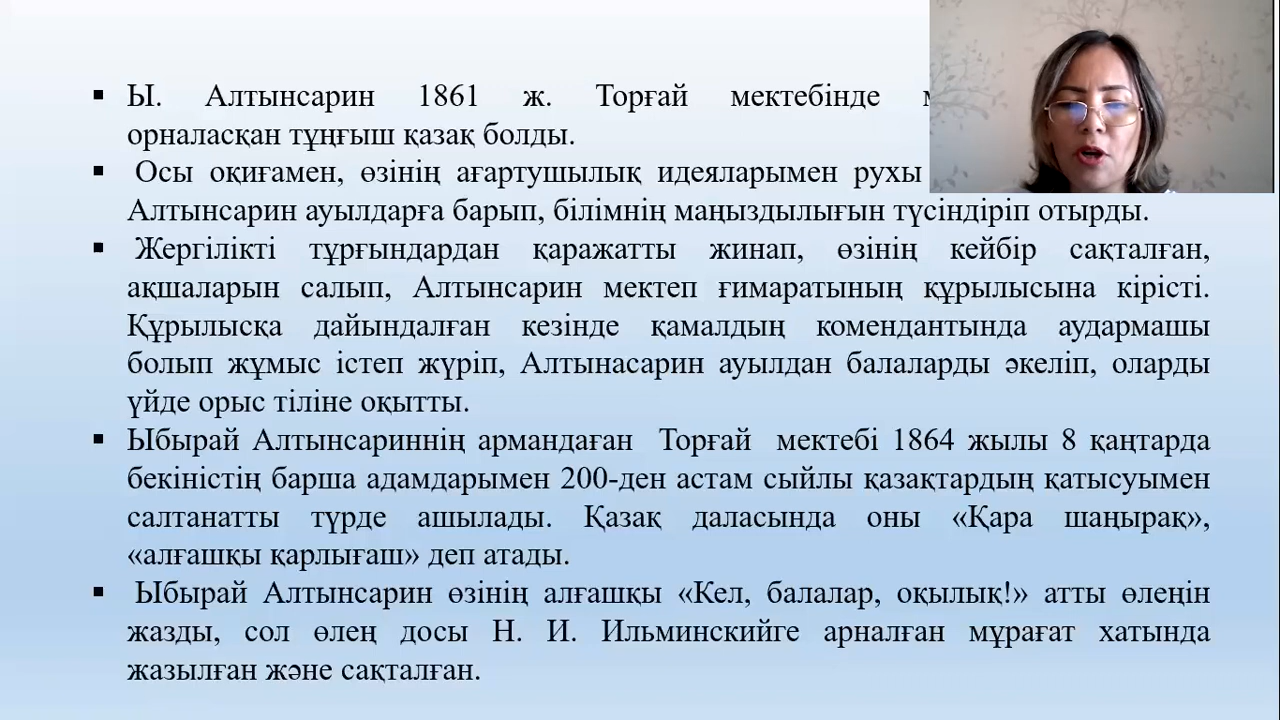 ▪ Ы. Алтынсарин 1861 ж. Торғай мектебінде
орналасқан тұңғыш қазақ болды.
▪ Осы оқиғамен, өзінің ағартушылық идеяларымен рухы
Алтынсарин ауылдарға барып, білімнің маңыздылығын түсіндіріп отырды.
▪ Жергілікті тұрғындардан қаражатты жинап, өзінің кейбір сақталған,
ақшаларын салып, Алтынсарин мектеп ғимаратының құрылысына кірісті.
Құрылысқа дайындалған кезінде қамалдың комендантында аудармашы
болып жұмыс істеп жүріп, Алтынасарин ауылдан балаларды әкеліп, оларды
үйде орыс тіліне оқытты.
▪ Ыбырай Алтынсариннің армандаған Торғай мектебі 1864 жылы 8 қаңтарда
бекіністің барша адамдарымен 200-ден астам сыйлы қазақтардың қатысуымен
салтанатты түрде ашылады. Қазақ даласында оны «Қара шаңырақ»,
«алғашқы қарлығаш» деп атады.
▪ Ыбырай Алтынсарин өзінің алғашқы «Кел, балалар, оқылық!» атты өлеңін
жазды, сол өлең досы Н. И. Ильминскийге арналған мұрағат хатында
жазылған және сақталған.